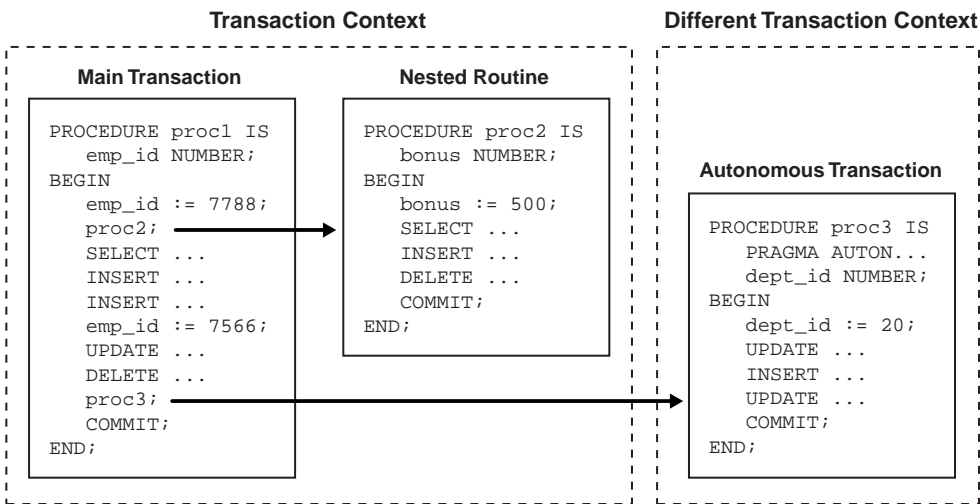 Transaction Context
Main Transaction
PROCEDURE proc1 IS
emp_id NUMBER;
BEGIN
emp_id := 7788;
proc2;
SELECT ...
INSERT ...
INSERT ...
emp_id := 7566;
UPDATE ...
DELETE ...
proc3;
COMMIT;
END;
Nested Routine
PROCEDURE proc2 IS
bonus NUMBER;
BEGIN
bonus := 500;
SELECT ...
INSERT ...
DELETE ...
COMMIT;
END;
Different Transaction Context
Autonomous Transaction
PROCEDURE proc3 IS
PRAGMA AUTON...
dept_id NUMBER;
BEGIN
dept_id := 20;
UPDATE ...
INSERT ...
UPDATE ...
COMMIT;
END;